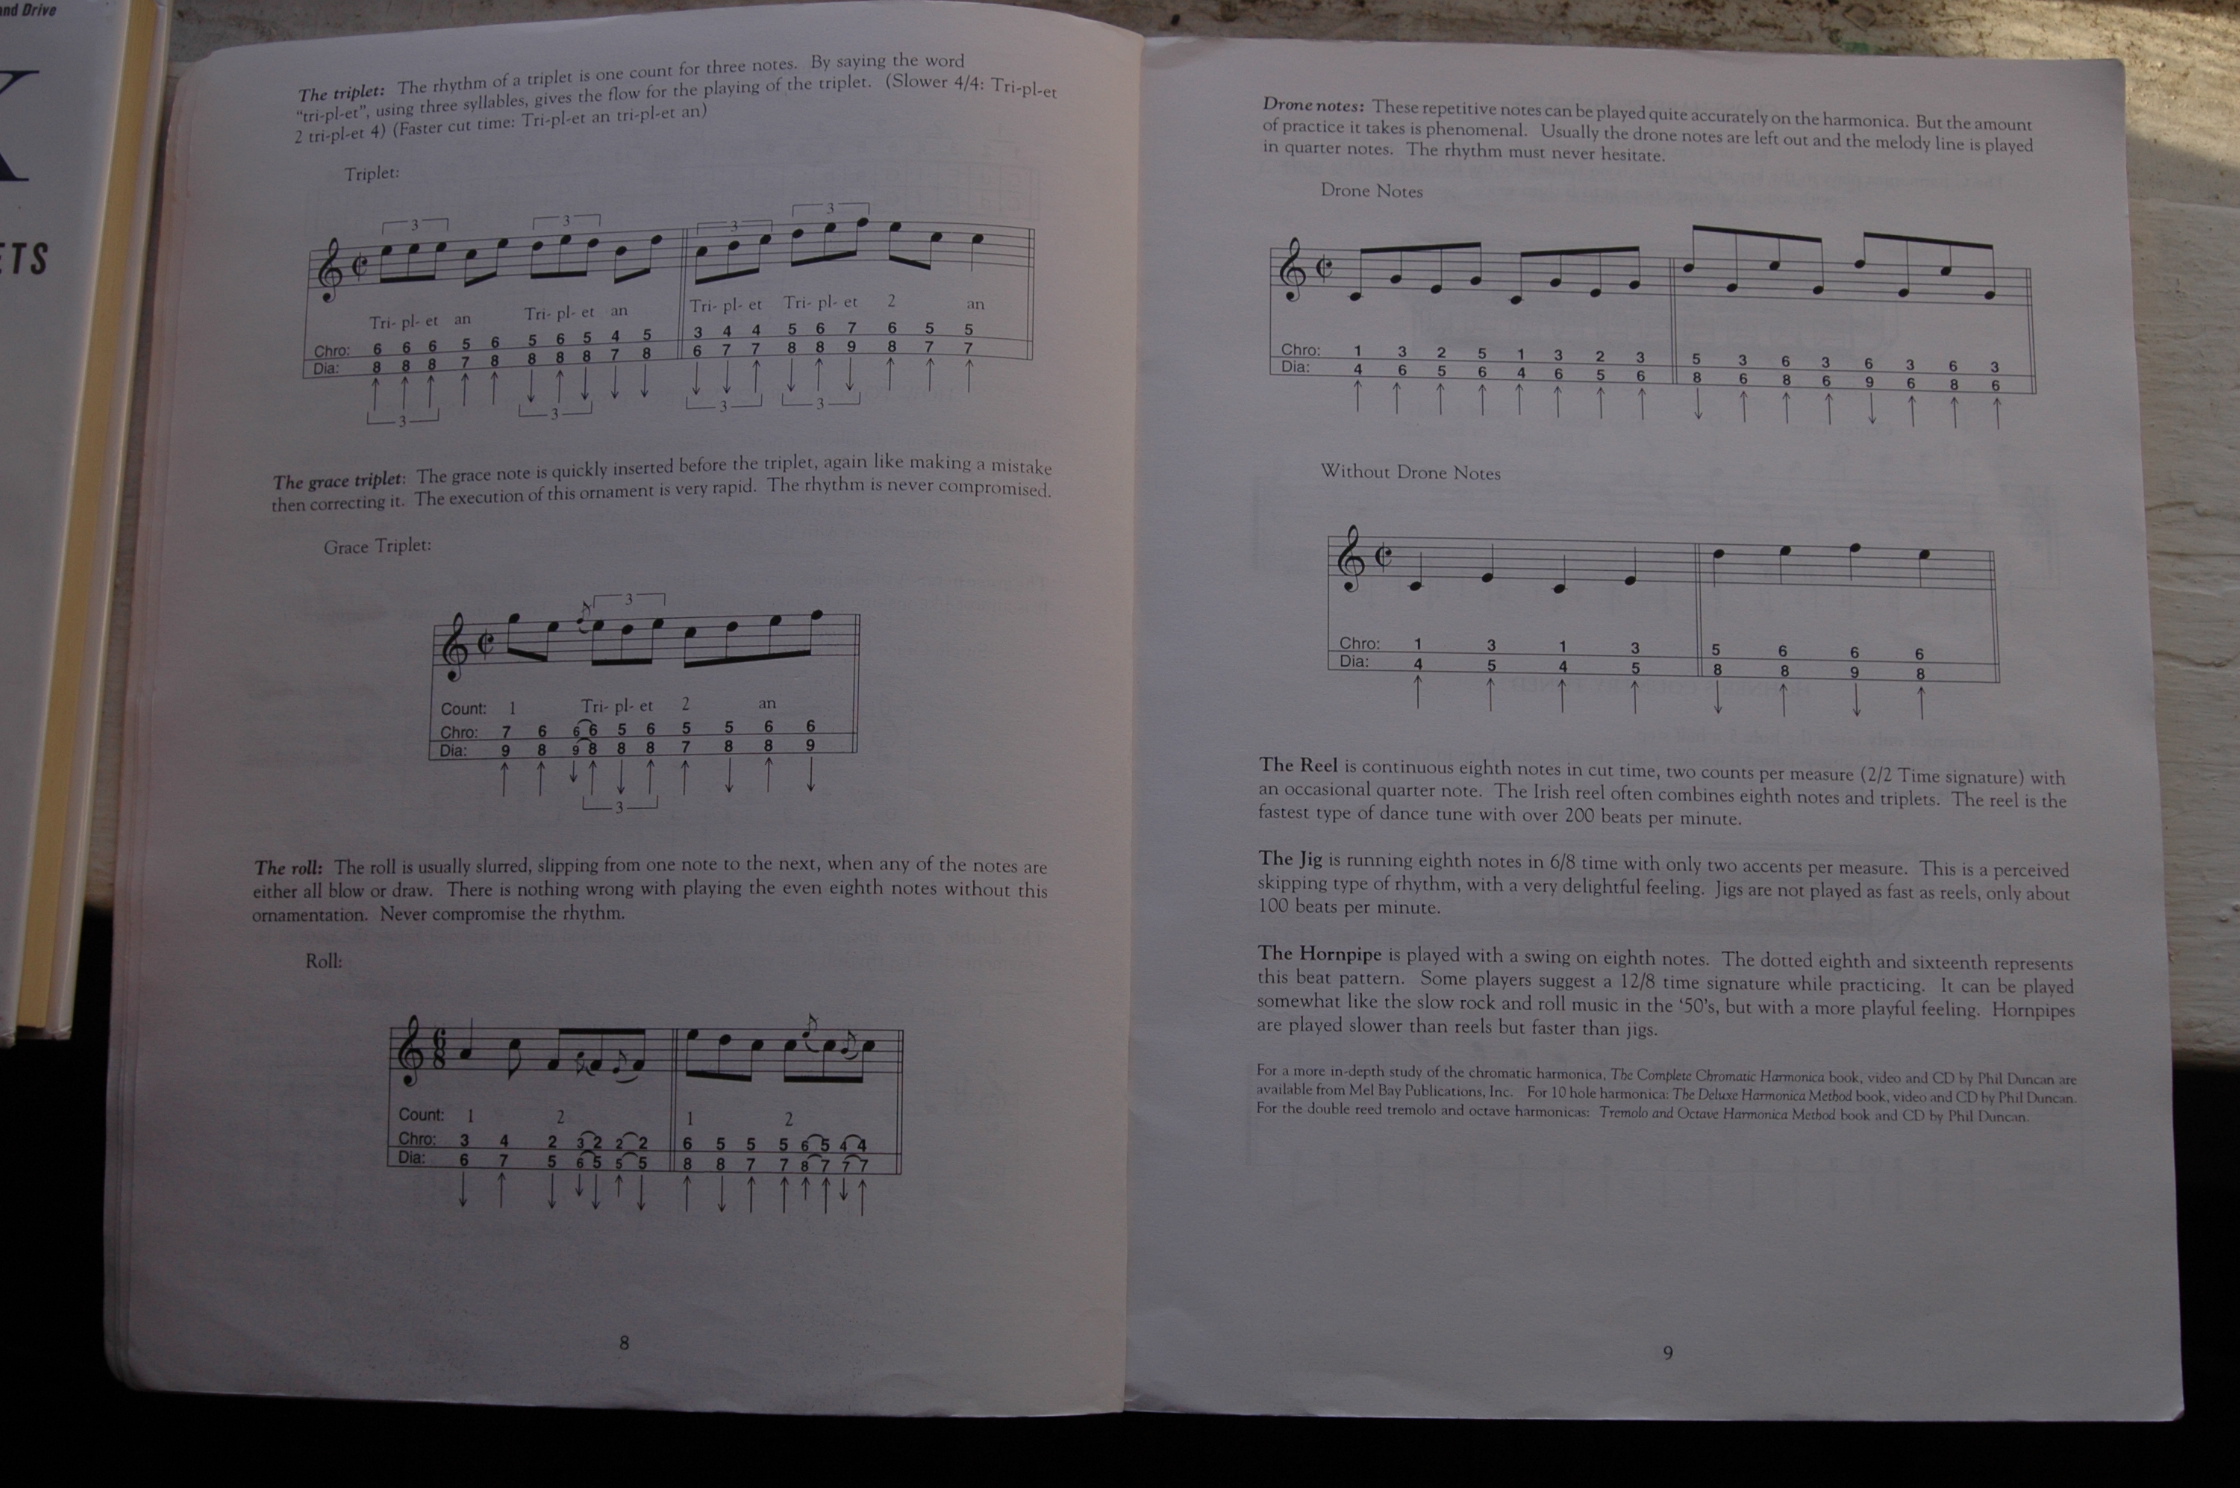 and Drive
ETS
The triplet: The rhythm of a triplet is one count for three notes. By saying the word
"tri-pl-et", using three syllables, gives the flow for the playing of the triplet. (Slower 4/4: Tri-pl-et
2 tri-pl-et 4) (Faster cut time: Tri-pl-et an tri-pl-et an)
Triplet:
3 3 3 3
Tri- pl- et an Tri- pl- et an Tri- pl- et Tri- pl- et 2 an
Chro: 6 6 6 5 6 5 6 5 4 5 3 4 4 5 6 7 6 5 5
Dia: 8 8 8 7 8 8 8 8 7 8 6 7 7 8 8 9 8 7 7
3 3 3 3
The grace triplet: The grace note is quickly inserted before the triplet, again like making a mistake
then correcting it. The execution of this ornament is very rapid. The rhythm is never compromised.
Grace Triplet:
3
Count: 1 Tri- pl- et 2 an
Chro: 7 6 6 6 5 6 5 5 6 6
Dia: 9 8 9 8 8 8 7 8 8 9
3
The roll: The roll is usually slurred, slipping from one note to the next, when any of the notes are
either all blow or draw. There is nothing wrong with playing the even eighth notes without this
ornamentation. Never compromise the rhythm.
Roll:
6
8
Count: 1 2 1 2
Chro: 3 4 2 3 2 2 2 6 5 5 5 6 5 4 4
Dia: 6 7 5 6 5 5 5 8 8 7 7 8 7 7 7
8
Drone notes: These repetitive notes can be played quite accurately on the harmonica. But the amount
of practice it takes is phenomenal. Usually the drone notes are left out and the melody line is played
in quarter notes. The rhythm must never hesitate.
Drone Notes
Chro: 1 3 2 5 1 3 2 3 5 3 6 3 6 3 6 3
Dia: 4 6 5 6 4 6 5 6 8 6 8 6 9 6 8 6
Without Drone Notes
Chro: 1 3 1 3 5 6 6 6
Dia: 4 5 4 5 8 8 9 8
The Reel is continuous eighth notes in cut time, two counts per measure (2/2 Time signature) with
an occasional quarter note. The Irish reel often combines eighth notes and triplets. The reel is the
fastest type of dance tune with over 200 beats per minute.
The Jig is running eighth notes in 6/8 time with only two accents per measure. This is a perceived
skipping type of rhythm, with a very delightful feeling. Jigs are not played as fast as reels, only about
100 beats per minute.
The Hornpipe is played with a swing on eighth notes. The dotted eighth and sixteenth represents
this beat pattern. Some players suggest a 12/8 time signature while practicing. It can be played
somewhat like the slow rock and roll music in the '50's, but with a more playful feeling. Hornpipes
are played slower than reels but faster than jigs.
For a more in-depth study of the chromatic harmonica, The Complete Chromatic Harmonica book, video and CD by Phil Duncan are
available from Mel Bay Publications, Inc. For 10 hole harmonica: The Deluxe Harmonica Method book, video and CD by Phil Duncan.
For the double reed tremolo and octave harmonicas: Tremolo and Octave Harmonica Method book and CD by Phil Duncan.
9